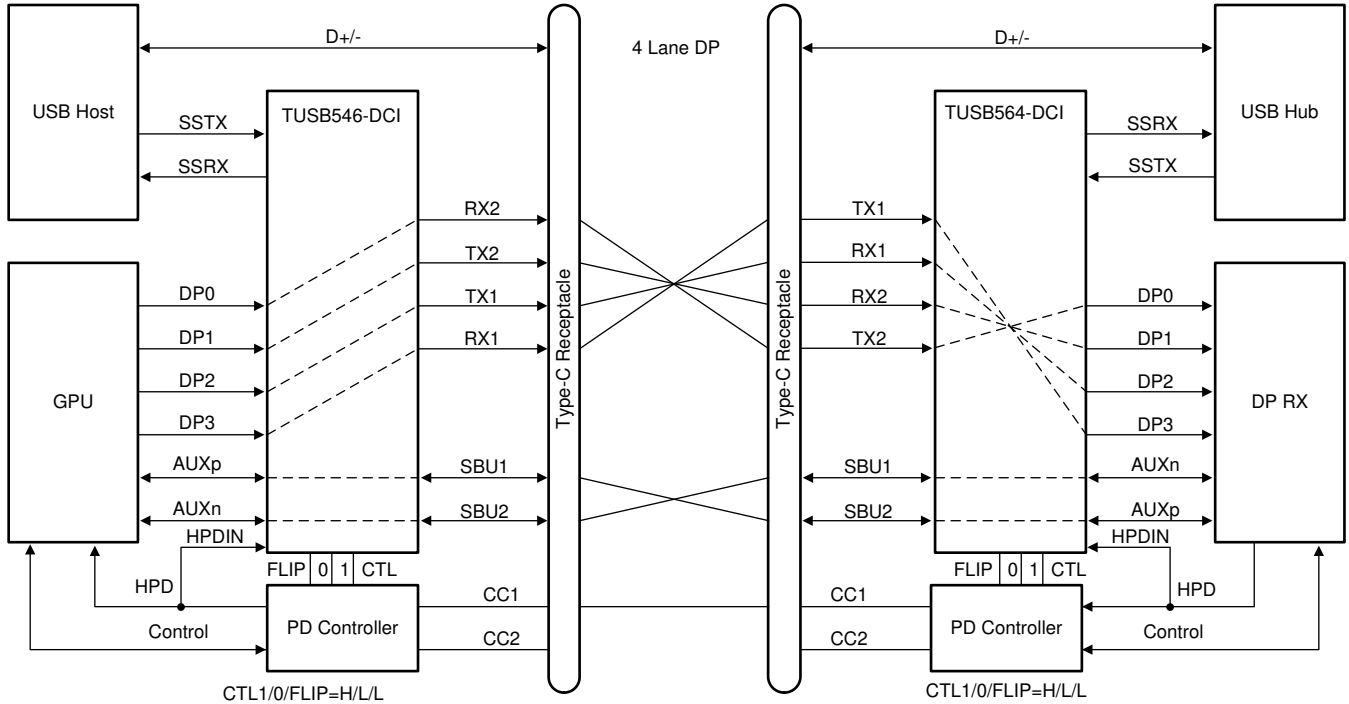 D+/-
4 Lane DP
D+/-
USB Host
TUSB546-DCI
TUSB564-DCI
USB Hub
SSTX
SSRX
SSRX
SSTX
RX2
TX1
TX2
RX1
TX1
RX2
RX1
TX2
Type-C Receptacle
Type-C Receptacle
GPU
DP0
DP1
DP2
DP3
AUXp
AUXn
DP RX
DP0
DP1
DP2
DP3
AUXn
AUXp
SBU1
SBU2
SBU1
SBU2
HPDIN
HPDIN
FLIP 0 1 CTL
FLIP 0 1 CTL
HPD
HPD
Control
Control
PD Controller
PD Controller
CC1
CC2
CC1
CC2
CTL1/0/FLIP=H/L/L
CTL1/0/FLIP=H/L/L